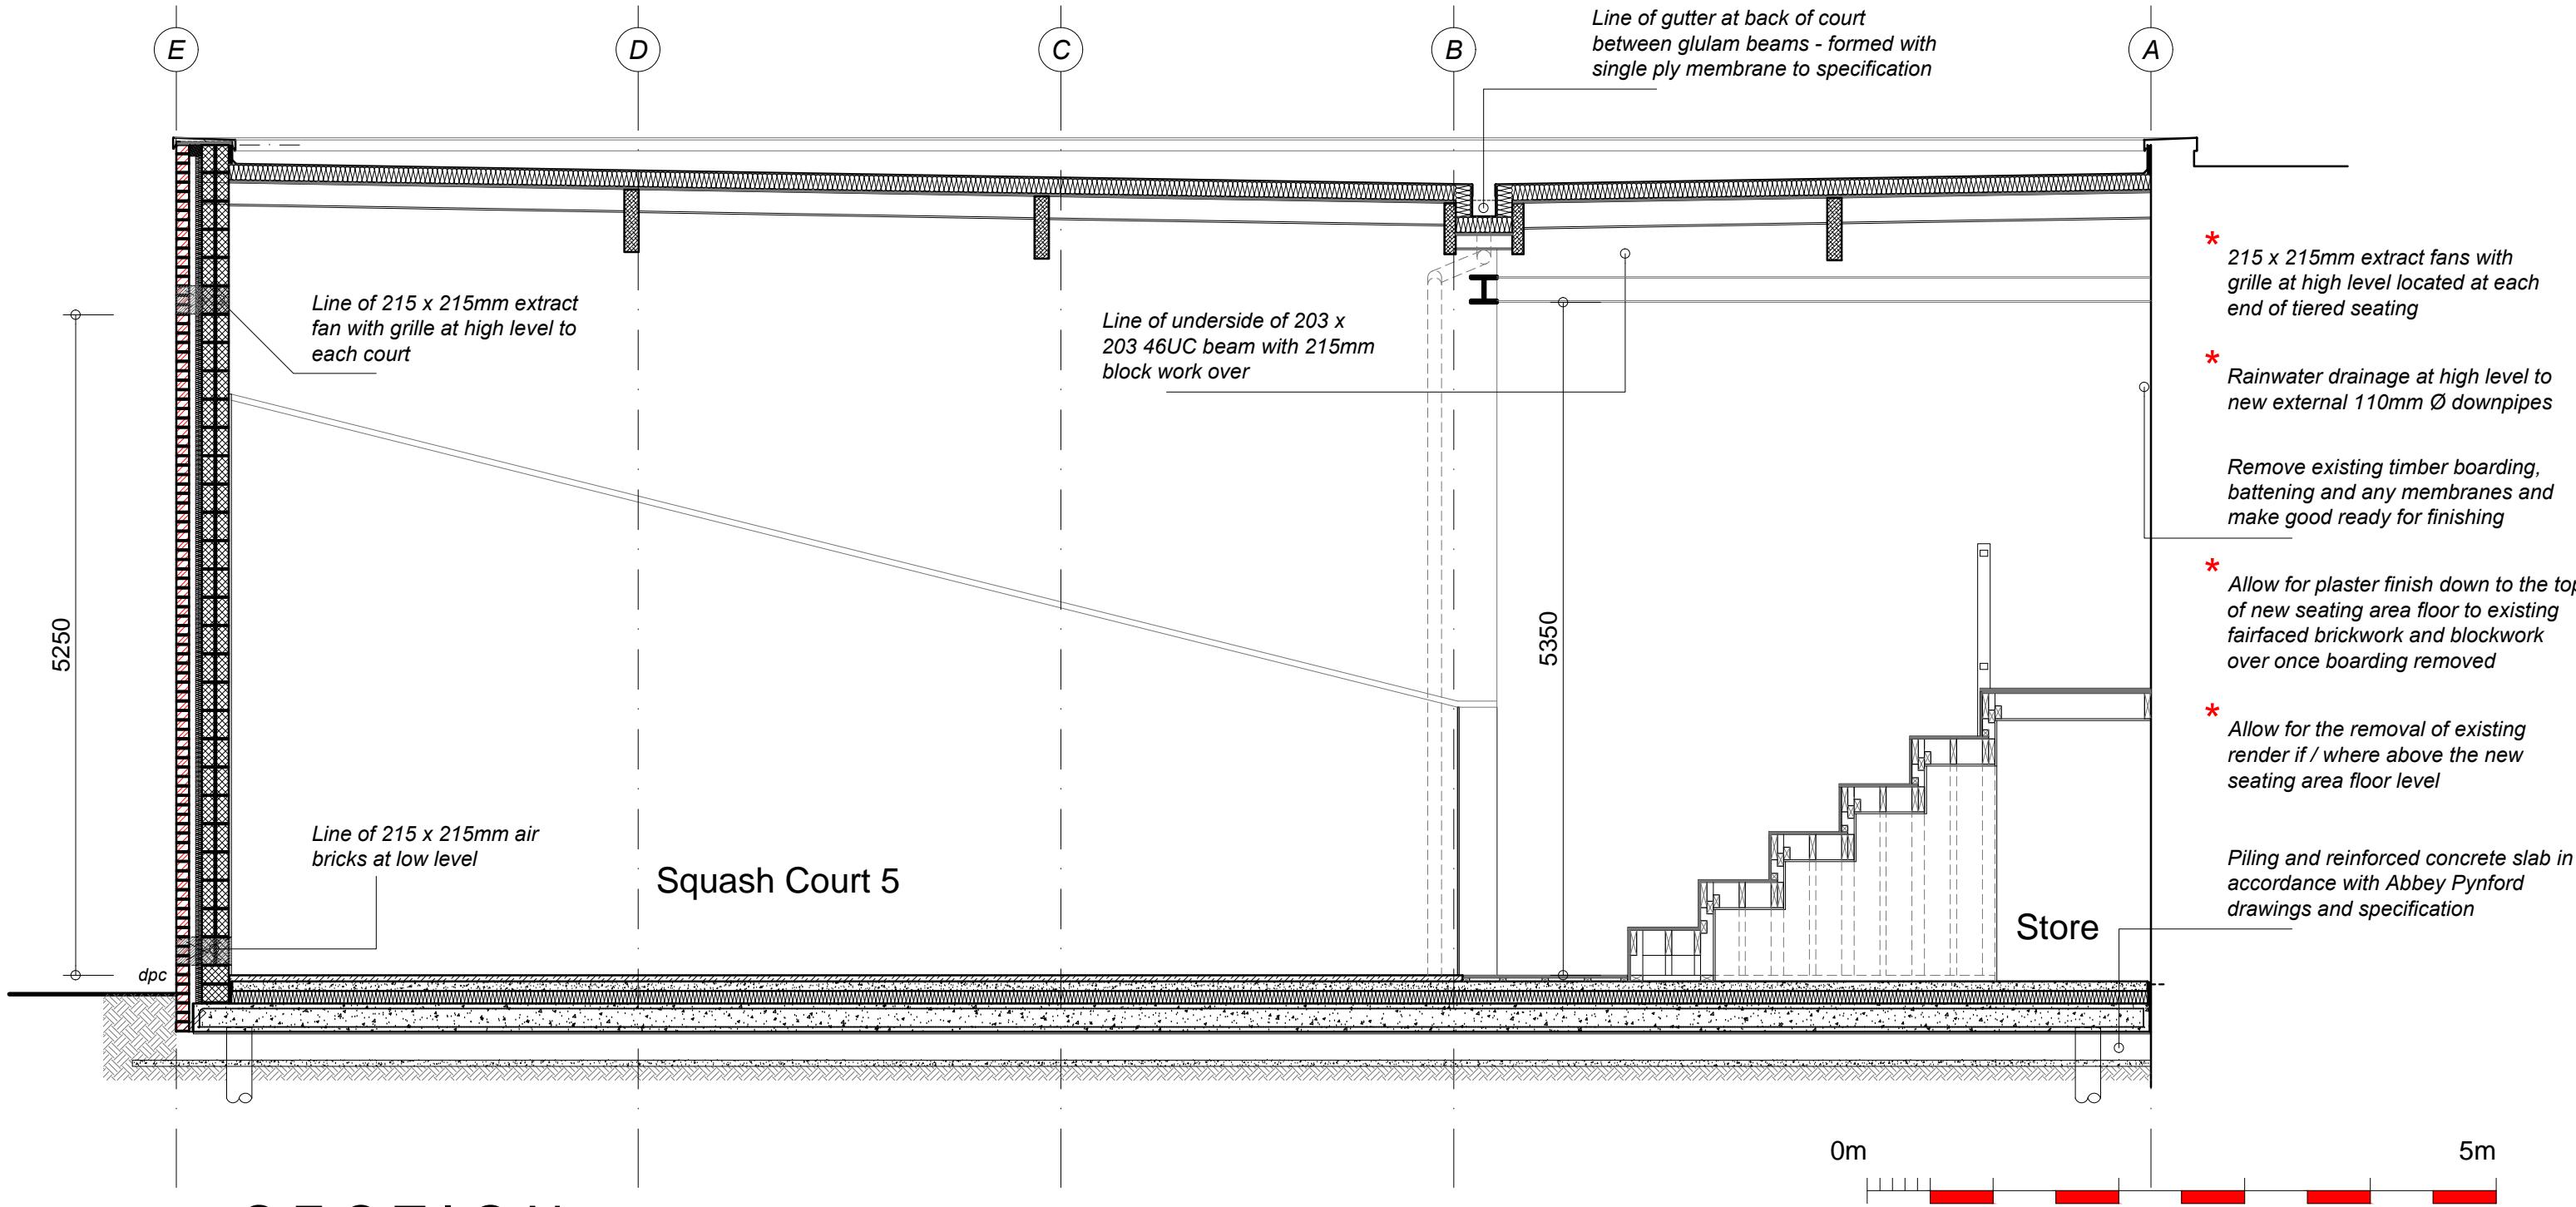 E
D
C
B
A
Line of gutter at back of court
between glulam beams - formed with
single ply membrane to specification
Line of 215 x 215mm extract
fan with grille at high level to
each court
Line of underside of 203 x
203 46UC beam with 215mm
block work over
*
215 x 215mm extract fans with
grille at high level located at each
end of tiered seating
*
Rainwater drainage at high level to
new external 110mm Ø downpipes
Remove existing timber boarding,
battening and any membranes and
make good ready for finishing
*
Allow for plaster finish down to the top
of new seating area floor to existing
fairfaced brickwork and blockwork
over once boarding removed
*
Allow for the removal of existing
render if / where above the new
seating area floor level
Piling and reinforced concrete slab in
accordance with Abbey Pynford
drawings and specification
5250
5350
Line of 215 x 215mm air
bricks at low level
Squash Court 5
Store
dpc
0m
5m
SECTION